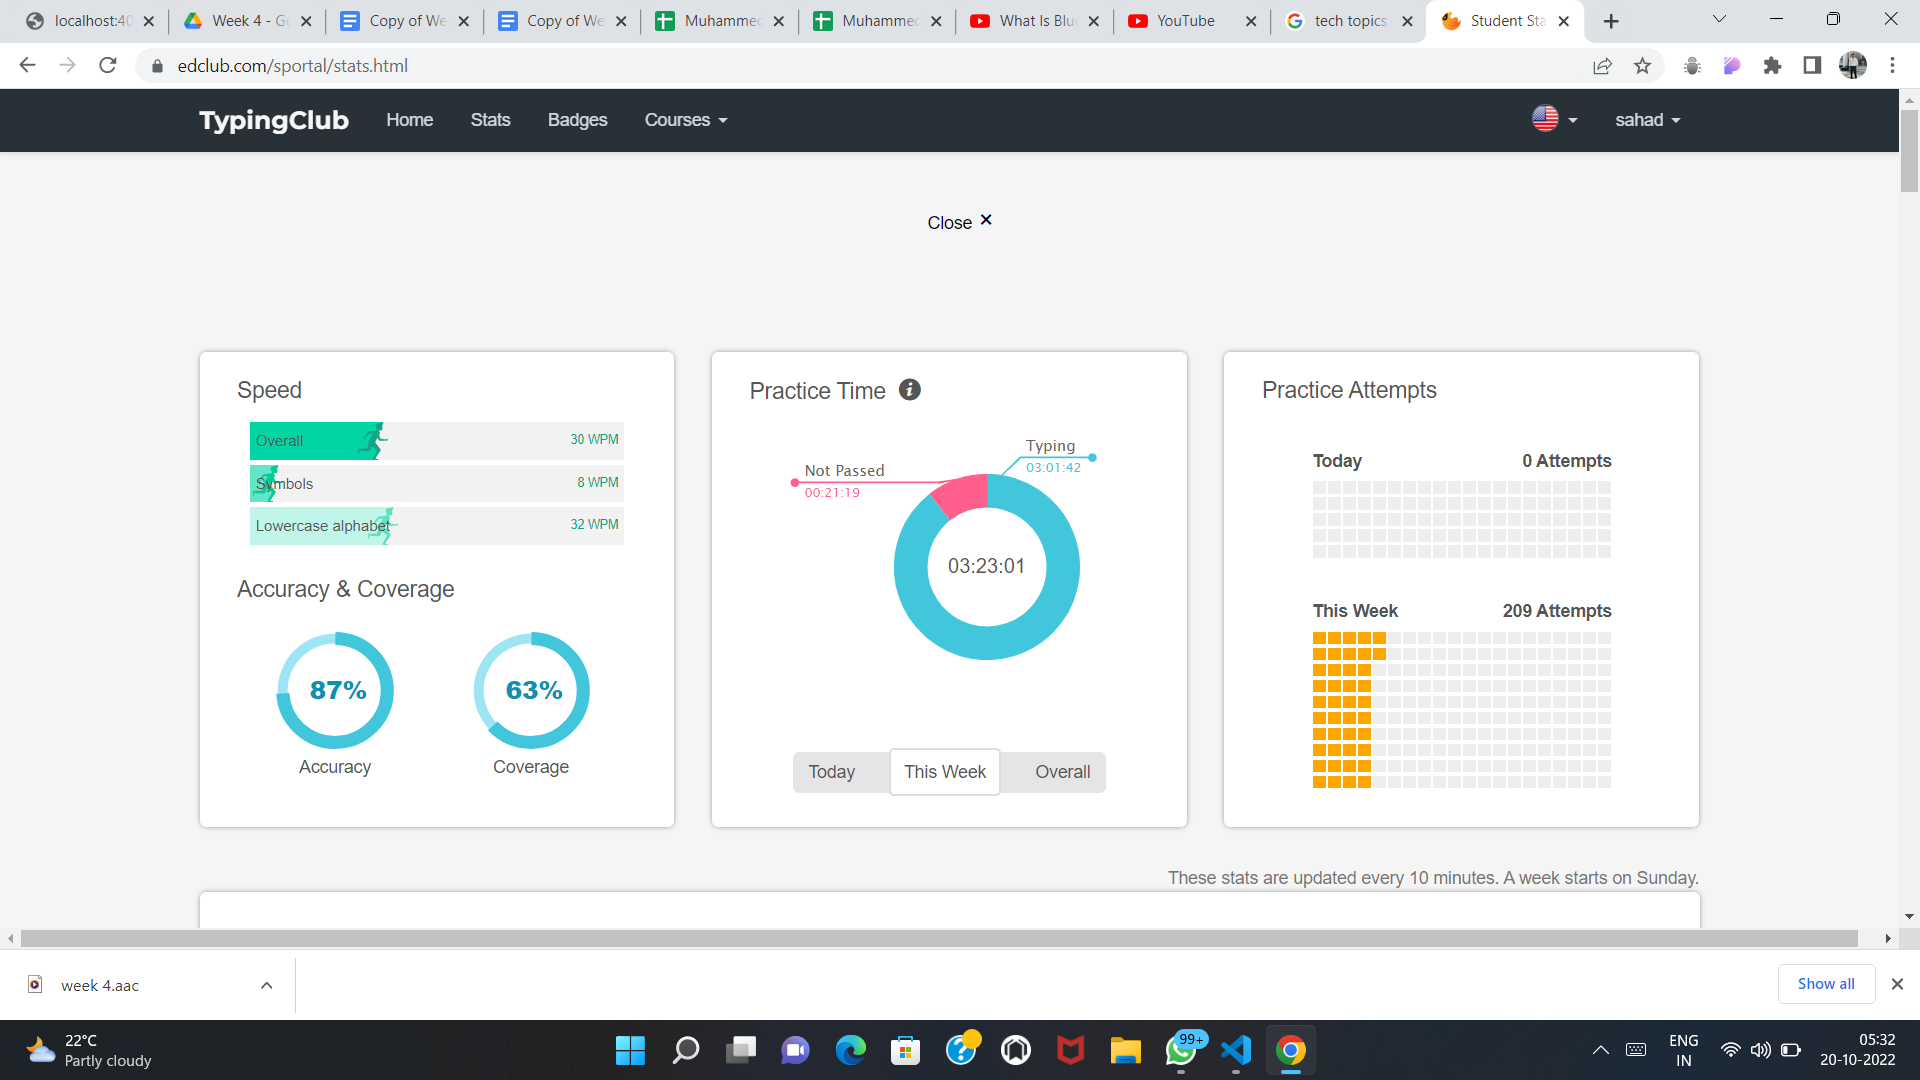 localhost:40
Week 4 - Go
Copy of We
Copy of We
Muhammed
Muhammed
What Is Blu
YouTube
tech topics
Student Sta
edclub.com/sportal/stats.html
TypingClub
Home
Stats
Badges
Courses
sahad
Close ×
Speed
Overall 30 WPM
Symbols 8 WPM
Lowercase alphabet 32 WPM
Accuracy & Coverage
87%
63%
Accuracy
Coverage
Practice Time
Typing
03:01:42
Not Passed
00:21:19
03:23:01
Today
This Week
Overall
Practice Attempts
Today 0 Attempts
This Week 209 Attempts
These stats are updated every 10 minutes. A week starts on Sunday.
week 4.aac
Show all
22°C
Partly cloudy
99+
ENG
IN
05:32
20-10-2022